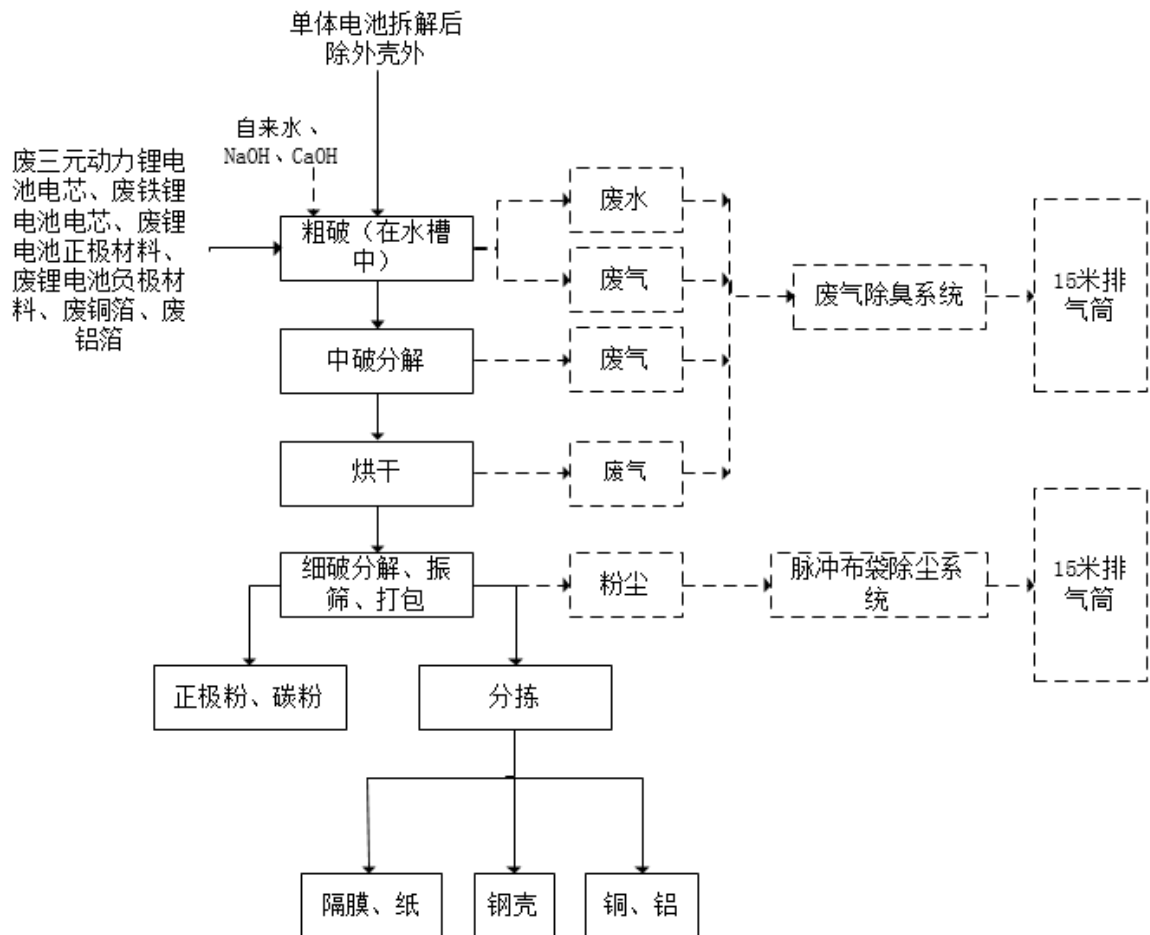 单体电池拆解后
除外壳外
自来水、
NaOH、CaOH
废三元动力锂电
池电芯、废铁锂
电池电芯、废锂
电池正极材料、
废锂电池负极材
料、废铜箔、废
铝箔
粗破（在水槽
中）
废水
废气
废气除臭系统
15米排
气筒
中破分解
废气
烘干
废气
细破分解、振
筛、打包
粉尘
脉冲布袋除尘系
统
15米排
气筒
正极粉、碳粉
分拣
隔膜、纸
钢壳
铜、铝